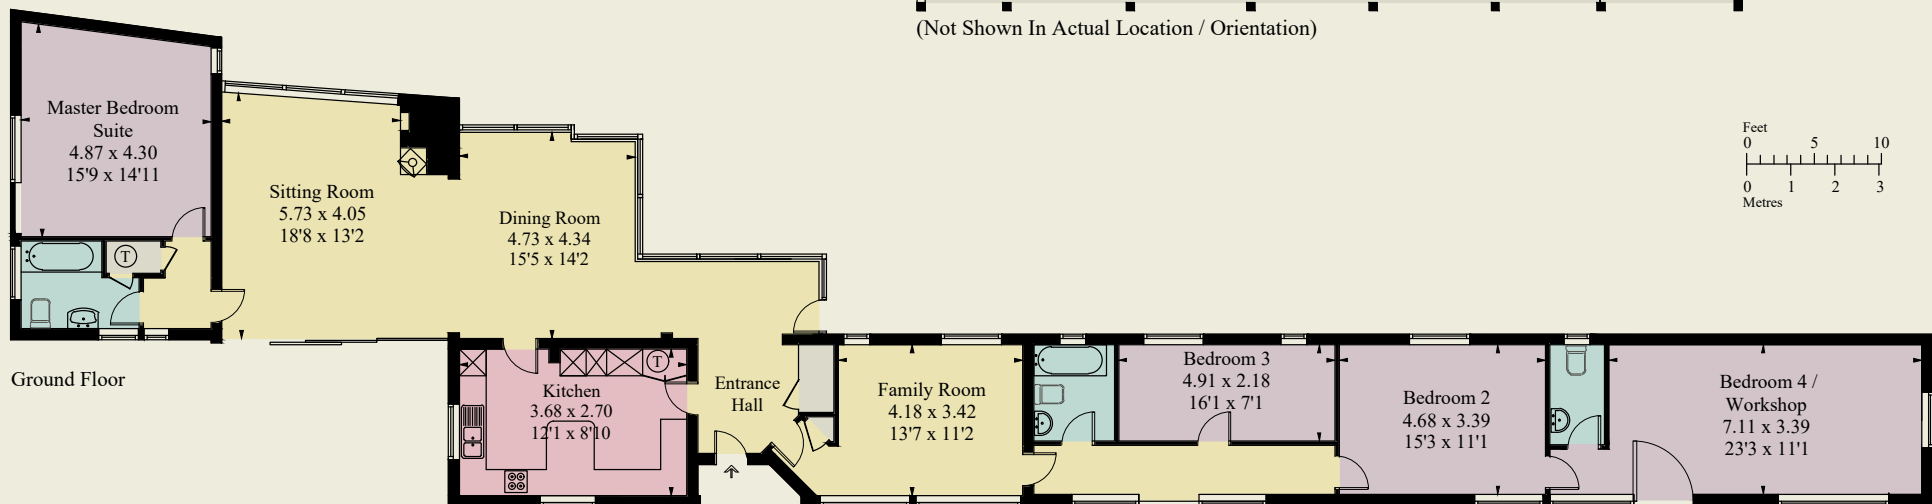 (Not Shown In Actual Location / Orientation)
Master Bedroom
Suite
4.87 x 4.30
15'9 x 14'11
Sitting Room
5.73 x 4.05
18'8 x 13'2
Dining Room
4.73 x 4.34
15'5 x 14'2
Feet
0 5 10
0 1 2 3
Metres
T
Ground Floor
T
Kitchen
3.68 x 2.70
12'1 x 8'10
Entrance
Hall
Family Room
4.18 x 3.42
13'7 x 11'2
Bedroom 3
4.91 x 2.18
16'1 x 7'1
Bedroom 2
4.68 x 3.39
15'3 x 11'1
Bedroom 4 /
Workshop
7.11 x 3.39
23'3 x 11'1